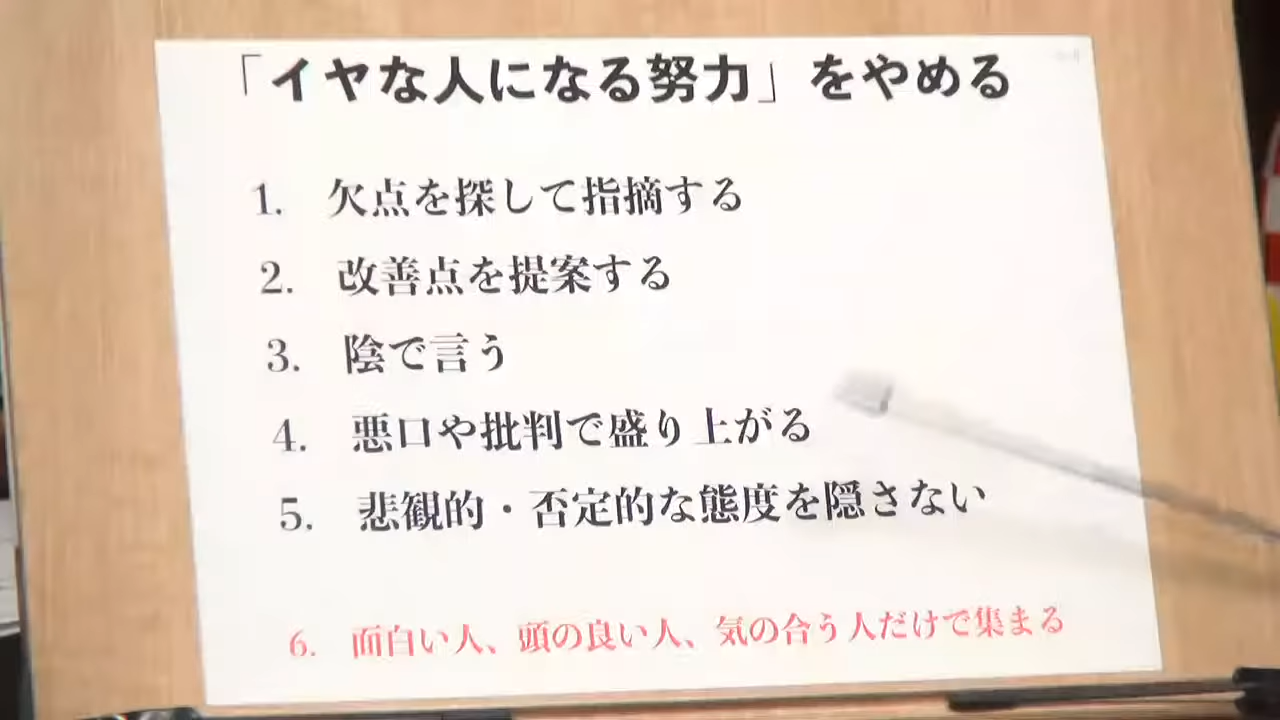 「イヤな人になる努力」をやめる
1. 欠点を探して指摘する
2. 改善点を提案する
3. 陰で言う
4. 悪口や批判で盛り上がる
5. 悲観的・否定的な態度を隠さない
6. 面白い人、頭の良い人、気の合う人だけで集まる